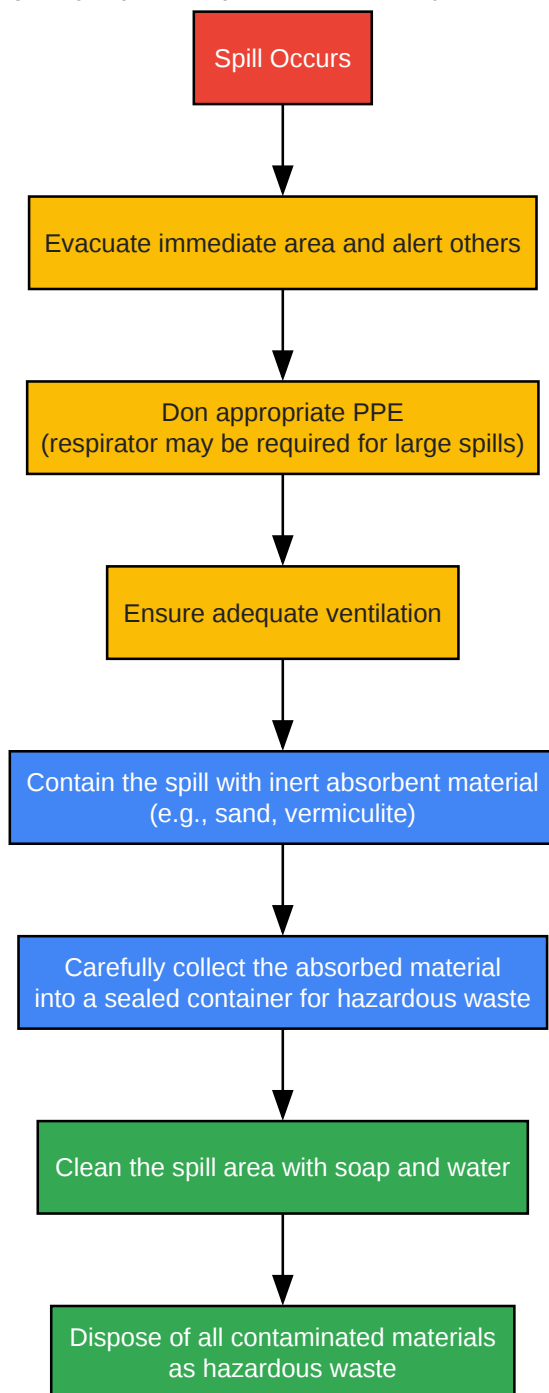 Spill Occurs
Evacuate immediate area and alert others
Don appropriate PPE
(respirator may be required for large spills)
Ensure adequate ventilation
Contain the spill with inert absorbent material
(e.g., sand, vermiculite)
Carefully collect the absorbed material
into a sealed container for hazardous waste
Clean the spill area with soap and water
Dispose of all contaminated materials
as hazardous waste